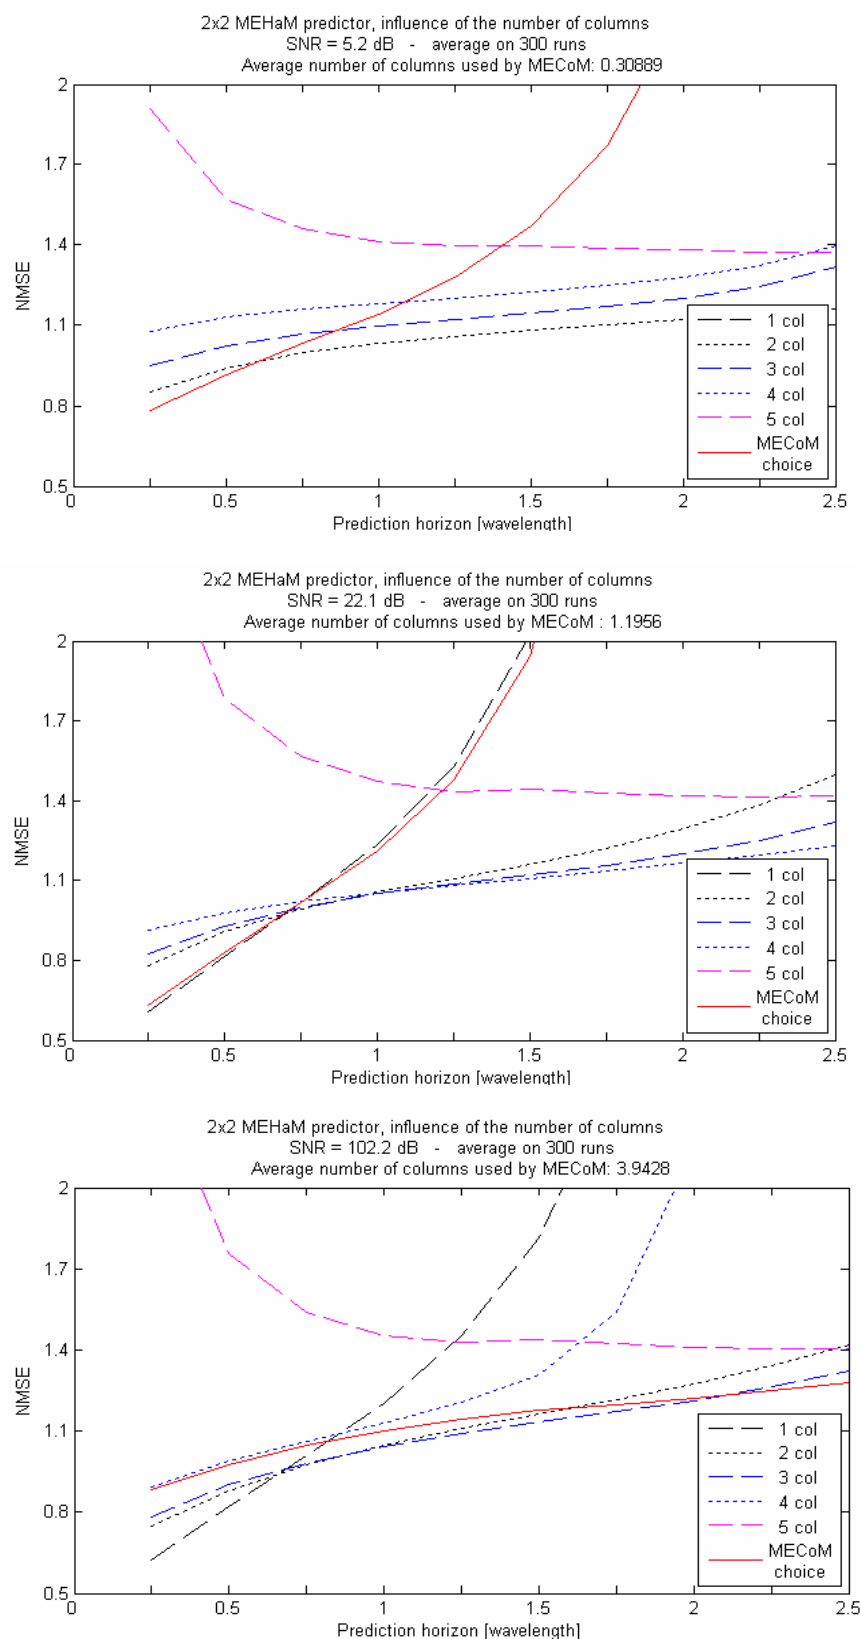 2x2 MEHaM predictor, influence of the number of columns
SNR = 5.2 dB - average on 300 runs
Average number of columns used by MECoM: 0.30889
2
1.7
1.4
1.1
0.8
0.5
NMSE
0
0.5
1
1.5
2
2.5
Prediction horizon [wavelength]
1 col
2 col
3 col
4 col
5 col
MECoM
choice
2x2 MEHaM predictor, influence of the number of columns
SNR = 22.1 dB - average on 300 runs
Average number of columns used by MECoM : 1.1956
2
1.7
1.4
1.1
0.8
0.5
NMSE
0
0.5
1
1.5
2
2.5
Prediction horizon [wavelength]
1 col
2 col
3 col
4 col
5 col
MECoM
choice
2x2 MEHaM predictor, influence of the number of columns
SNR = 102.2 dB - average on 300 runs
Average number of columns used by MECoM: 3.9428
2
1.7
1.4
1.1
0.8
0.5
NMSE
0
0.5
1
1.5
2
2.5
Prediction horizon [wavelength]
1 col
2 col
3 col
4 col
5 col
MECoM
choice